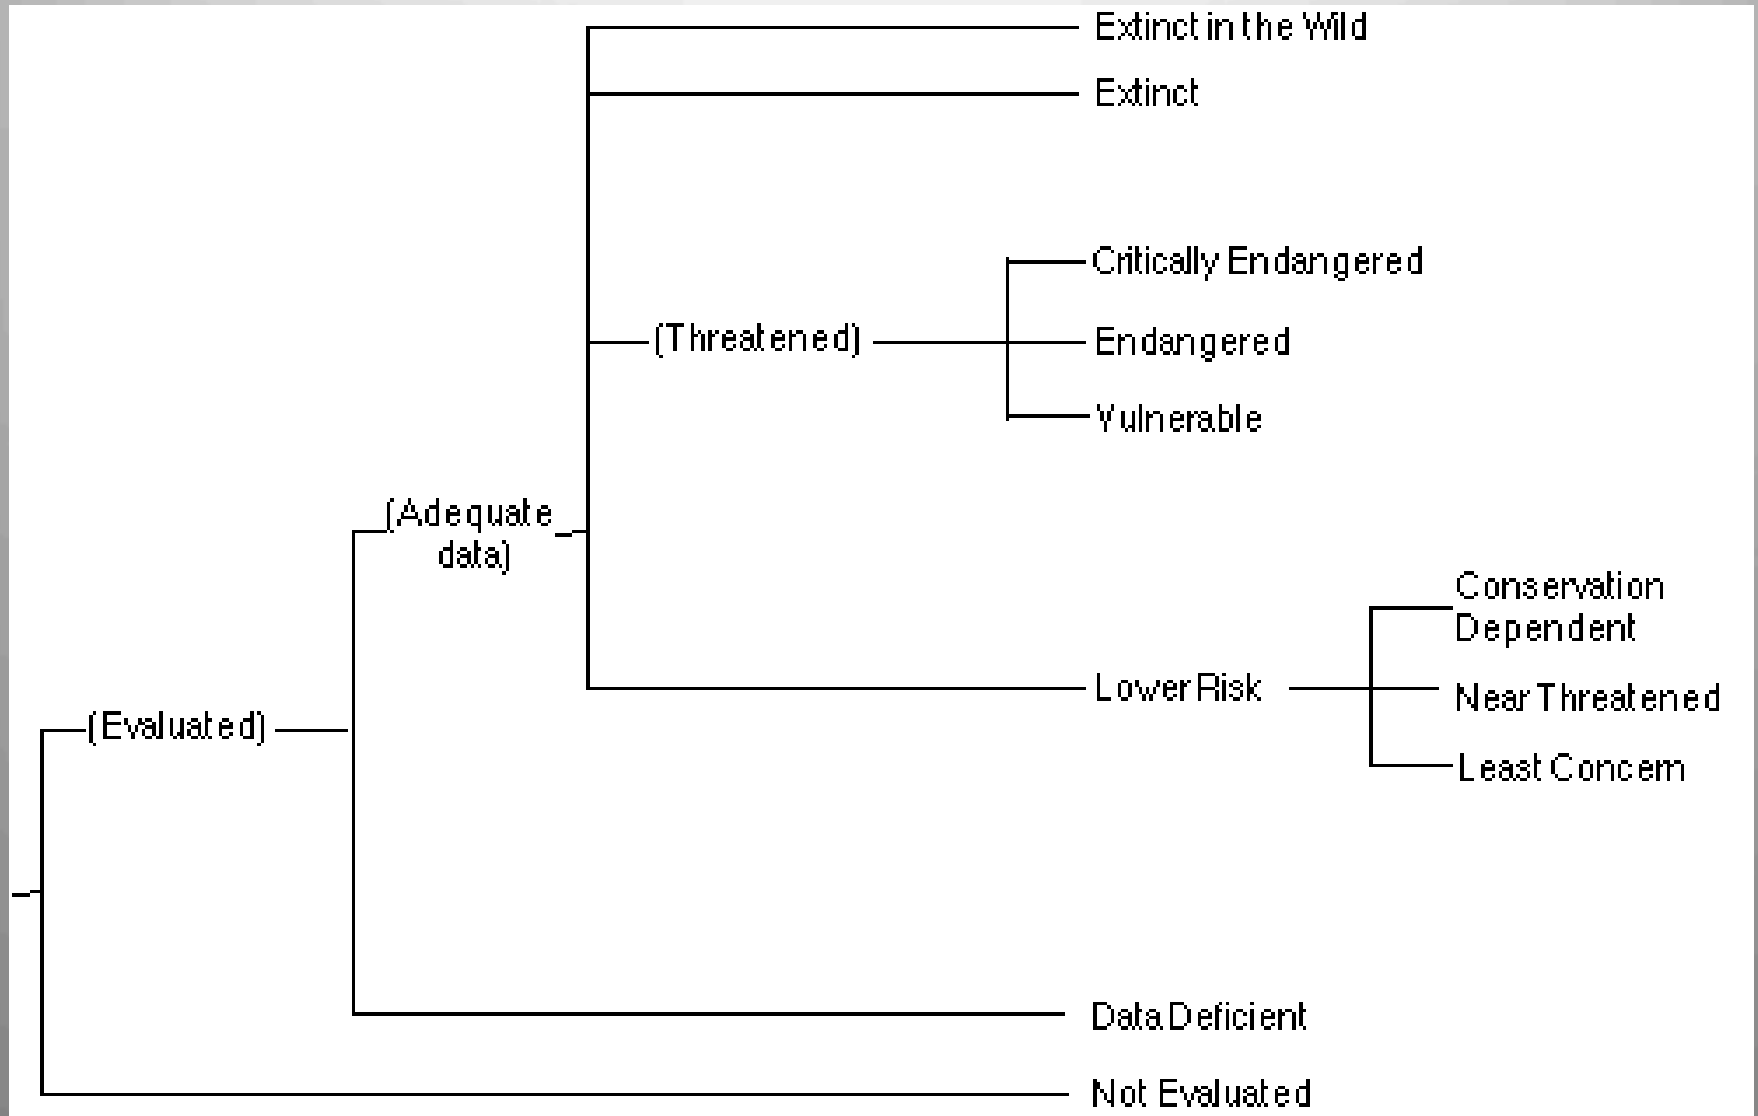 Extinct in the Wild
Extinct
Critically Endangered
(Threatened)
Endangered
Vulnerable
(Adequate
data)
Conservation
Dependent
Lower Risk
Near Threatened
(Evaluated)
Least Concern
Data Deficient
Not Evaluated